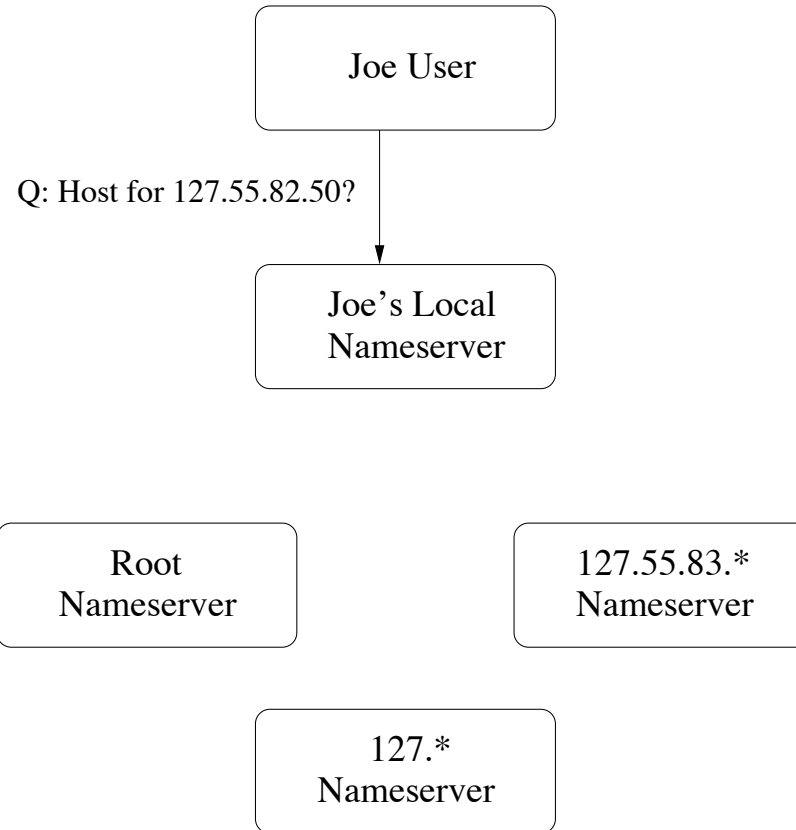 Joe User
Q: Host for 127.55.82.50?
Joe’s Local
Nameserver
Root
Nameserver
127.55.83.*
Nameserver
127.*
Nameserver